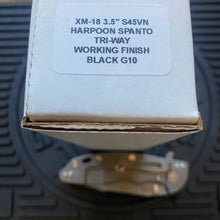 XM-18 3.5" S45VN
HARPOON SPANTO
TRI-WAY
WORKING FINISH
BLACK G10